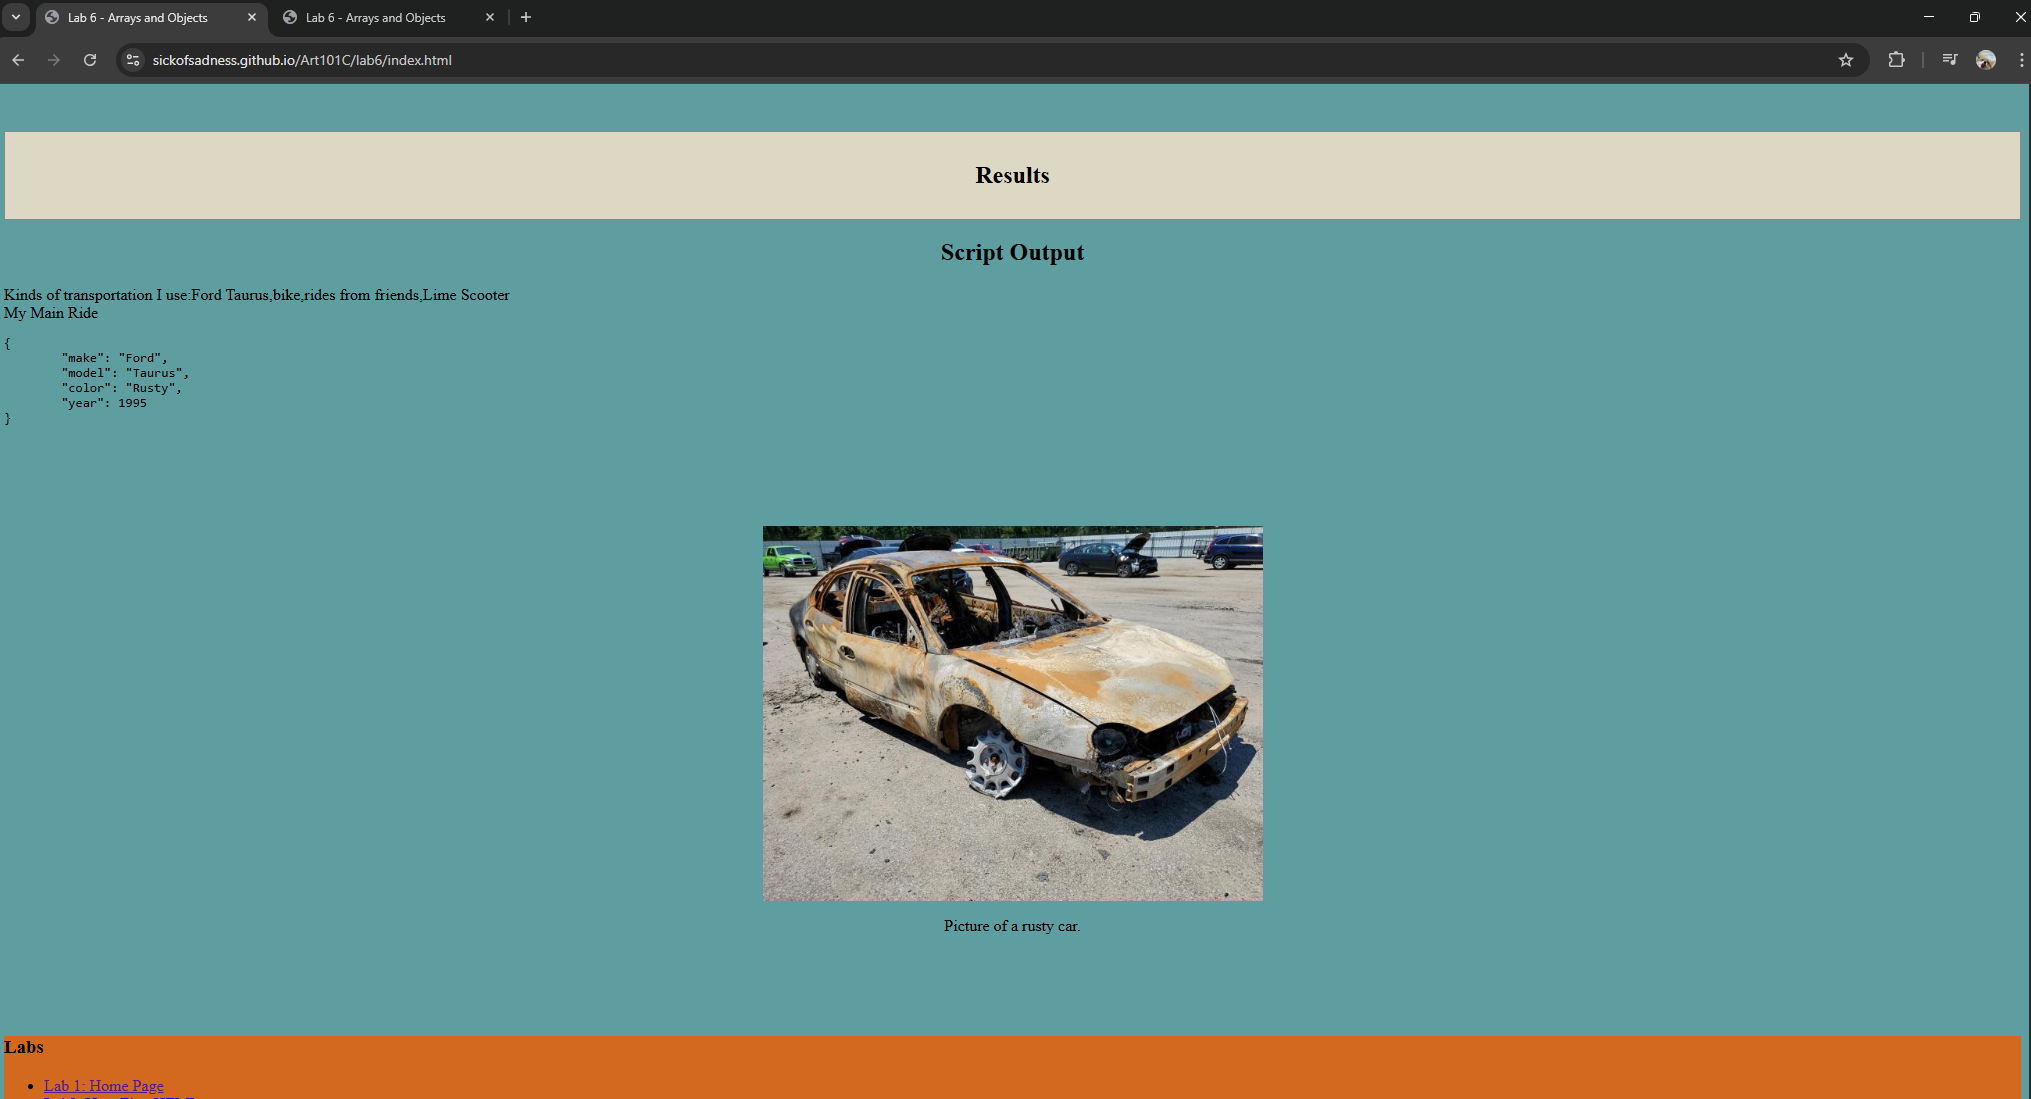 Lab 6 - Arrays and Objects
Lab 6 - Arrays and Objects
sickofsadness.github.io/Art101C/lab6/index.html
Results
Script Output
Kinds of transportation I use:Ford Taurus,bike,rides from friends,Lime Scooter
My Main Ride
{
"make": "Ford",
"model": "Taurus",
"color": "Rusty",
"year": 1995
}
Picture of a rusty car.
Labs
Lab 1: Home Page